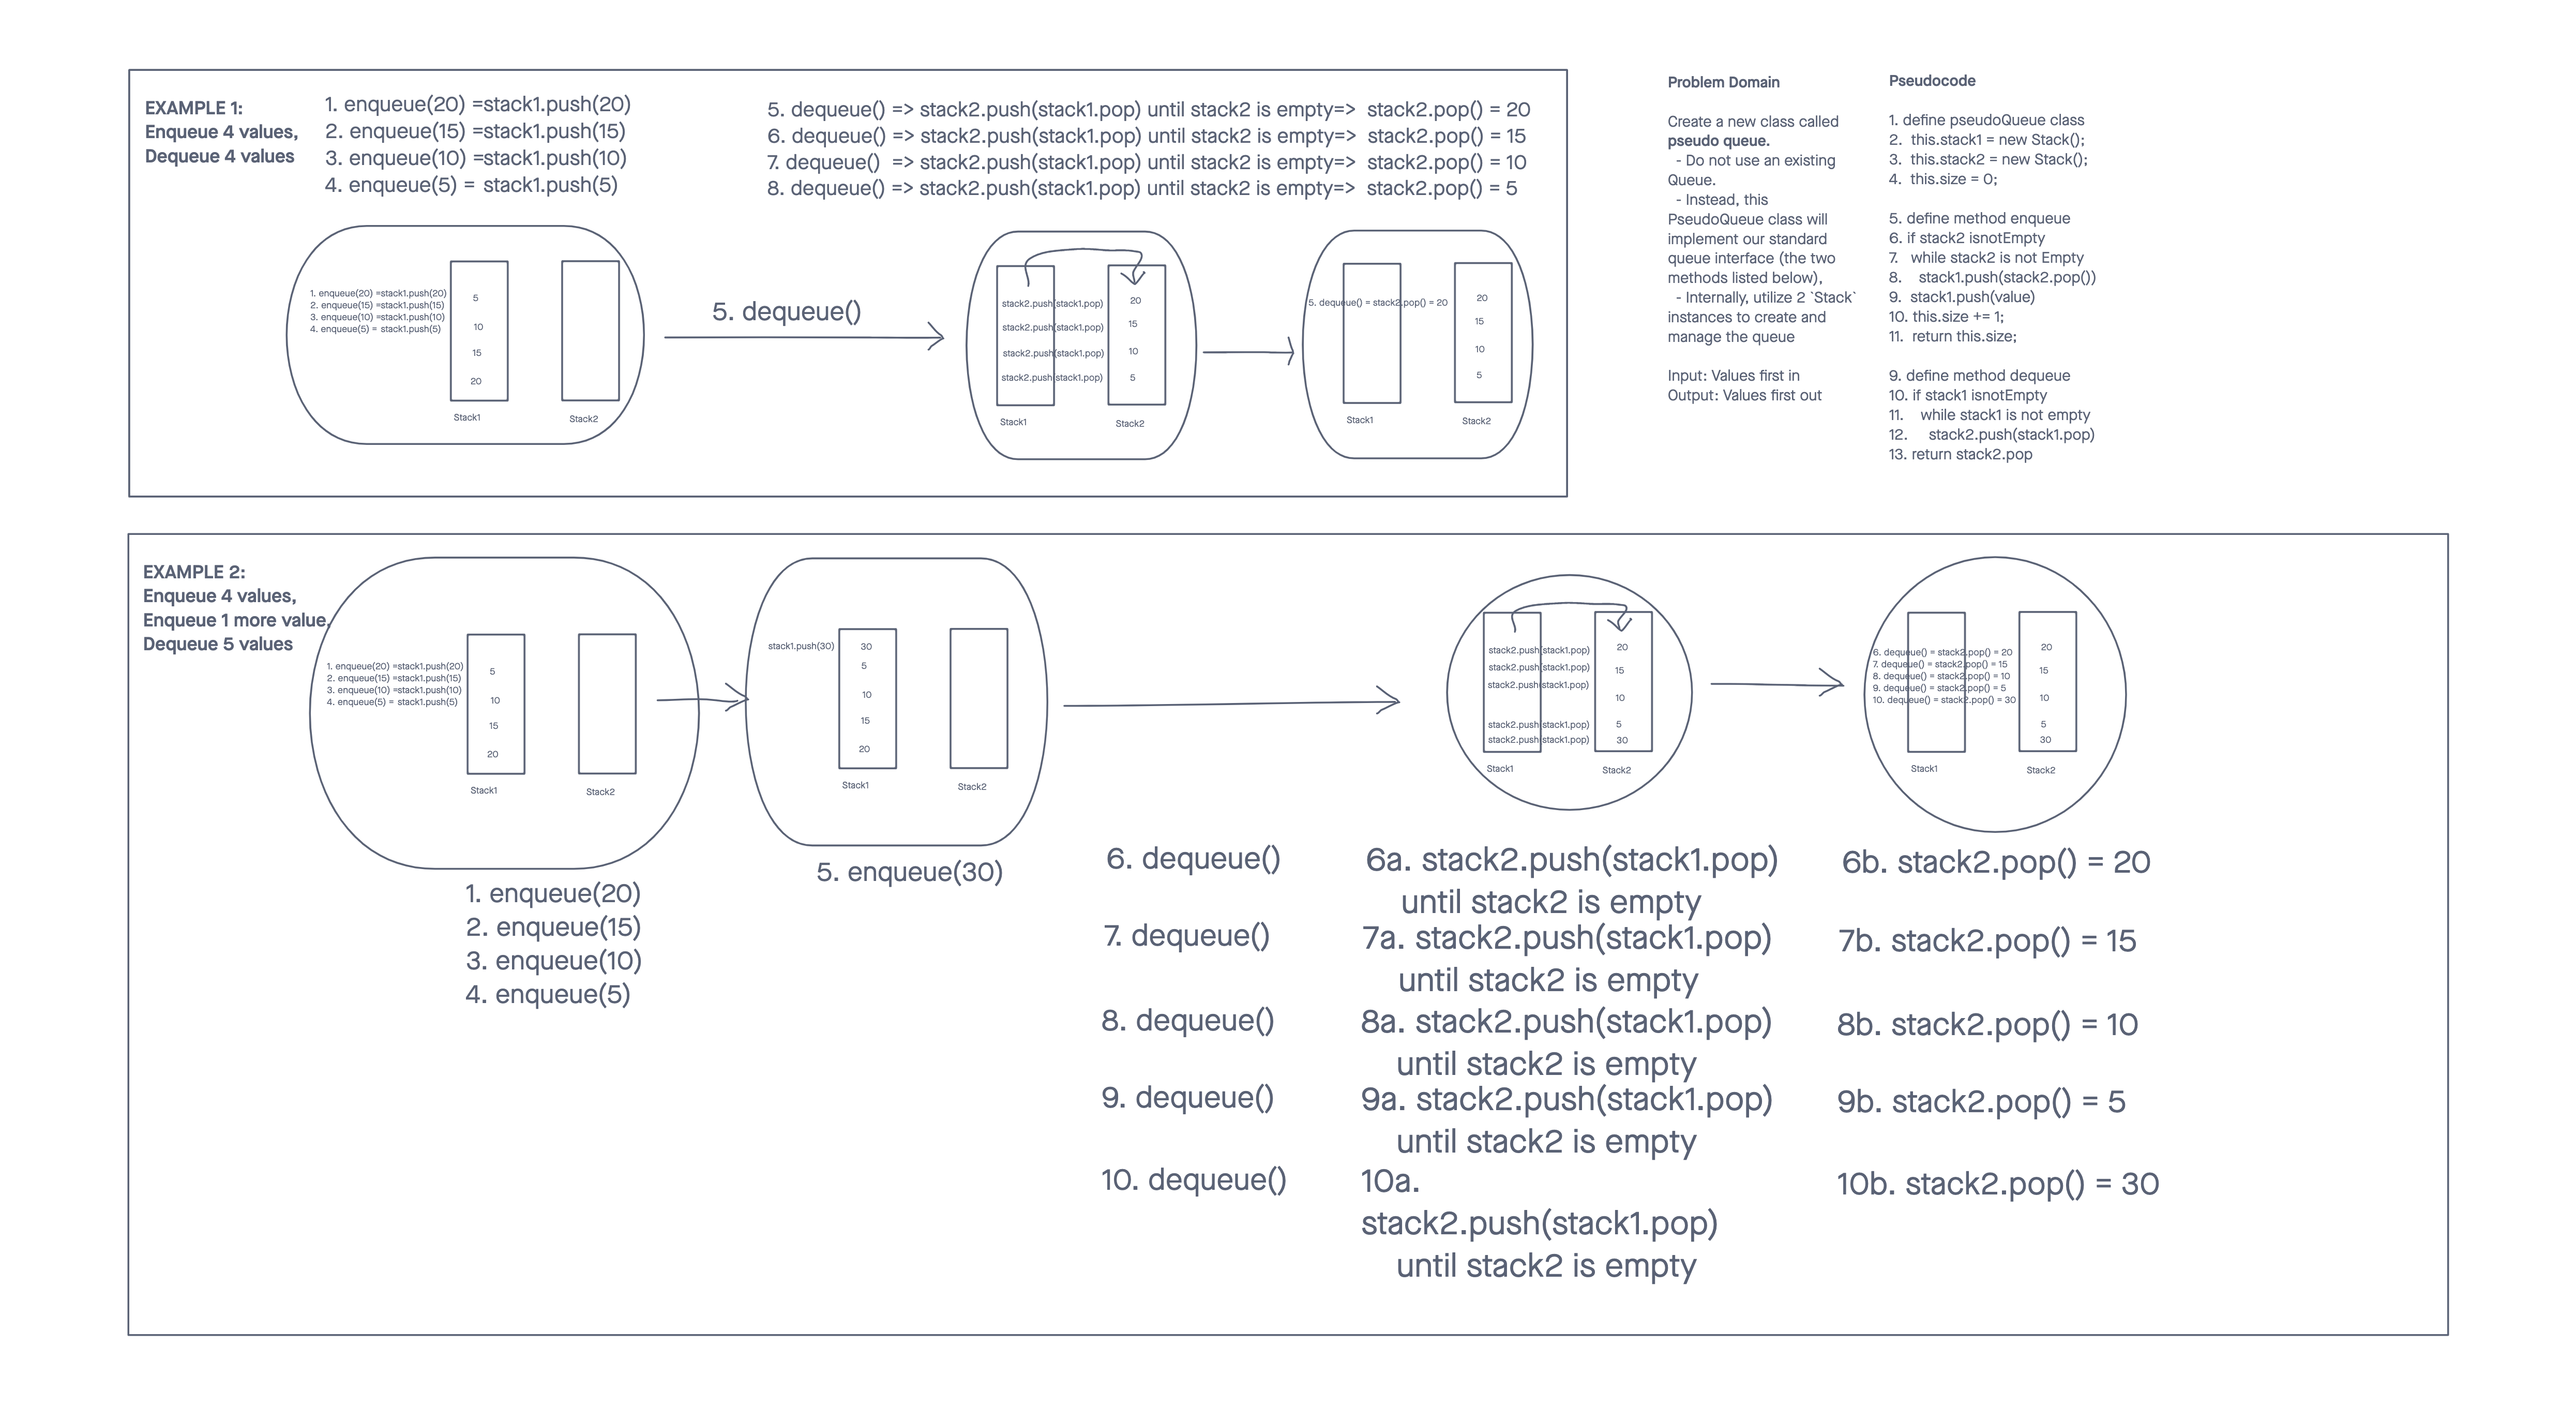 EXAMPLE 1:
Enqueue 4 values,
Dequeue 4 values
1. enqueue(20) =stack1.push(20)
2. enqueue(15) =stack1.push(15)
3. enqueue(10) =stack1.push(10)
4. enqueue(5) = stack1.push(5)
5. dequeue() => stack2.push(stack1.pop) until stack2 is empty=> stack2.pop() = 20
6. dequeue() => stack2.push(stack1.pop) until stack2 is empty=> stack2.pop() = 15
7. dequeue() => stack2.push(stack1.pop) until stack2 is empty=> stack2.pop() = 10
8. dequeue() => stack2.push(stack1.pop) until stack2 is empty=> stack2.pop() = 5
1. enqueue(20) =stack1.push(20)
2. enqueue(15) =stack1.push(15)
3. enqueue(10) =stack1.push(10)
4. enqueue(5) = stack1.push(5)
5
10
15
20
Stack1
Stack2
5. dequeue()
stack2.push(stack1.pop)
stack2.push(stack1.pop)
stack2.push(stack1.pop)
stack2.push(stack1.pop)
20
15
10
5
Stack1
Stack2
5. dequeue() = stack2.pop() = 20
20
15
10
5
Stack1
Stack2
Problem Domain
Create a new class called
pseudo queue.
- Do not use an existing
Queue.
- Instead, this
PseudoQueue class will
implement our standard
queue interface (the two
methods listed below),
- Internally, utilize 2 `Stack`
instances to create and
manage the queue
Input: Values first in
Output: Values first out
Pseudocode
1. define pseudoQueue class
2. this.stack1 = new Stack();
3. this.stack2 = new Stack();
4. this.size = 0;
5. define method enqueue
6. if stack2 isnotEmpty
7. while stack2 is not Empty
8. stack1.push(stack2.pop())
9. stack1.push(value)
10. this.size += 1;
11. return this.size;
9. define method dequeue
10. if stack1 isnotEmpty
11. while stack1 is not empty
12. stack2.push(stack1.pop)
13. return stack2.pop
EXAMPLE 2:
Enqueue 4 values,
Enqueue 1 more value,
Dequeue 5 values
1. enqueue(20) =stack1.push(20)
2. enqueue(15) =stack1.push(15)
3. enqueue(10) =stack1.push(10)
4. enqueue(5) = stack1.push(5)
5
10
15
20
Stack1
Stack2
1. enqueue(20)
2. enqueue(15)
3. enqueue(10)
4. enqueue(5)
stack1.push(30)
30
5
10
15
20
Stack1
Stack2
5. enqueue(30)
stack2.push(stack1.pop)
stack2.push(stack1.pop)
stack2.push(stack1.pop)
stack2.push(stack1.pop)
stack2.push(stack1.pop)
20
15
10
5
30
Stack1
Stack2
6. dequeue() = stack2.pop() = 20
7. dequeue() = stack2.pop() = 15
8. dequeue() = stack2.pop() = 10
9. dequeue() = stack2.pop() = 5
10. dequeue() = stack2.pop() = 30
20
15
10
5
30
Stack1
Stack2
6. dequeue()
6a. stack2.push(stack1.pop)
until stack2 is empty
6b. stack2.pop() = 20
7. dequeue()
7a. stack2.push(stack1.pop)
until stack2 is empty
7b. stack2.pop() = 15
8. dequeue()
8a. stack2.push(stack1.pop)
until stack2 is empty
8b. stack2.pop() = 10
9. dequeue()
9a. stack2.push(stack1.pop)
until stack2 is empty
9b. stack2.pop() = 5
10. dequeue()
10a.
stack2.push(stack1.pop)
until stack2 is empty
10b. stack2.pop() = 30